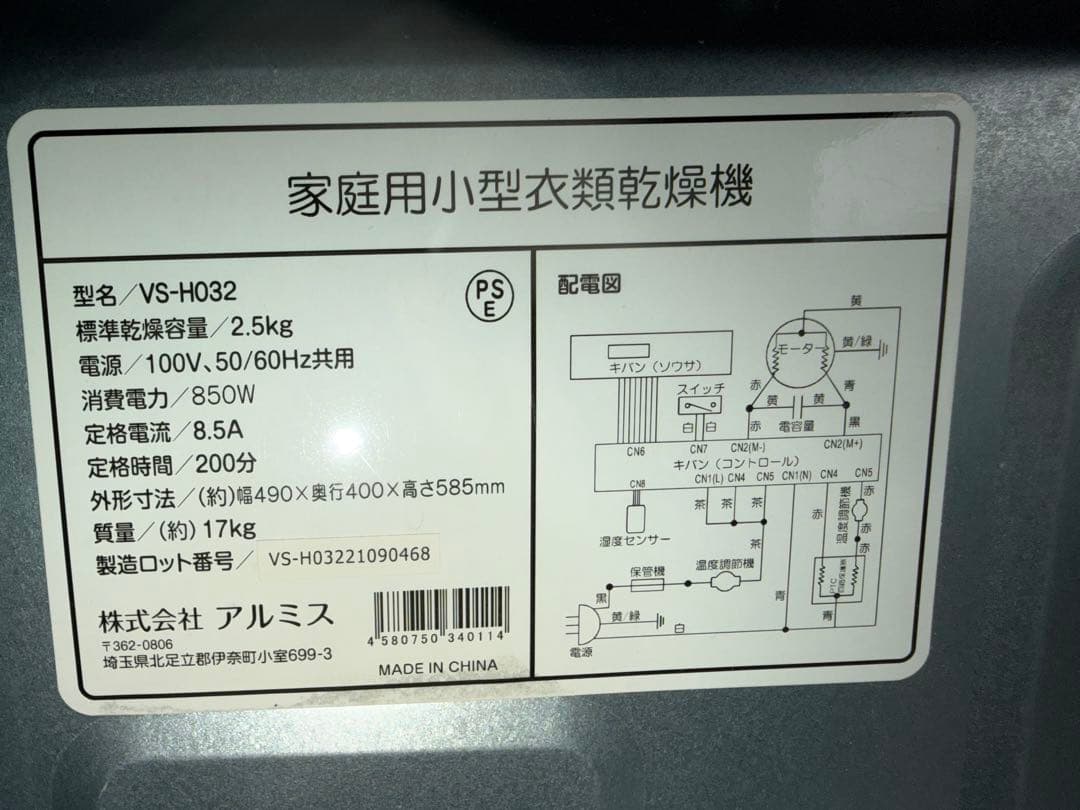 家庭用小型衣類乾燥機
型名/VS-H032
PS
E
標準乾燥容量/2.5kg
電源/100V、50/60Hz共用
消費電力/850W
定格電流/8.5A
定格時間/200分
外形寸法/(約)幅490×奥行400×高さ585mm
質量/(約)17kg
製造ロット番号/ VS-H03221090468
株式会社 アルミス
〒362-0806
埼玉県北足立郡伊奈町小室699-3
4 580750 340114
MADE IN CHINA
配電図
黄
モーター
黄/緑
キバン(ソウサ)
スイッチ
赤
青
黄
黄
白
白
赤
電容量
黒
CN6
CN7
CN2(M-)
CN2(M+)
キバン(コントロール)
CN8
CN1(L)
CN4
CN5
CN1(N)
CN4
CN5
茶
茶
茶
赤
温度調節機
赤
湿度センサー
茶
赤
保管機
温度調節機
PTC
黒
青
青
黄/緑
白
電源